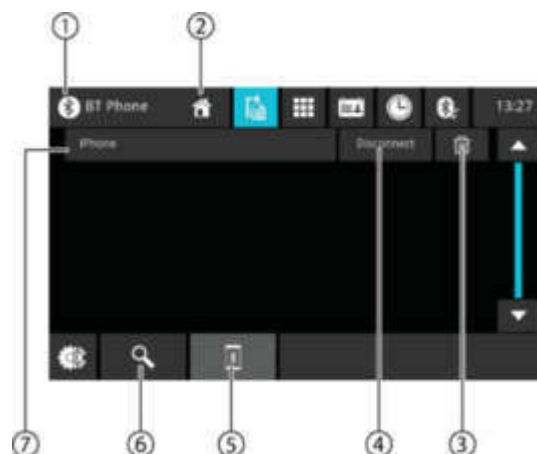 ① ②
BT Phone 13:27
iPhone Disconnect
⑦ ⑥ ⑤ ④ ③